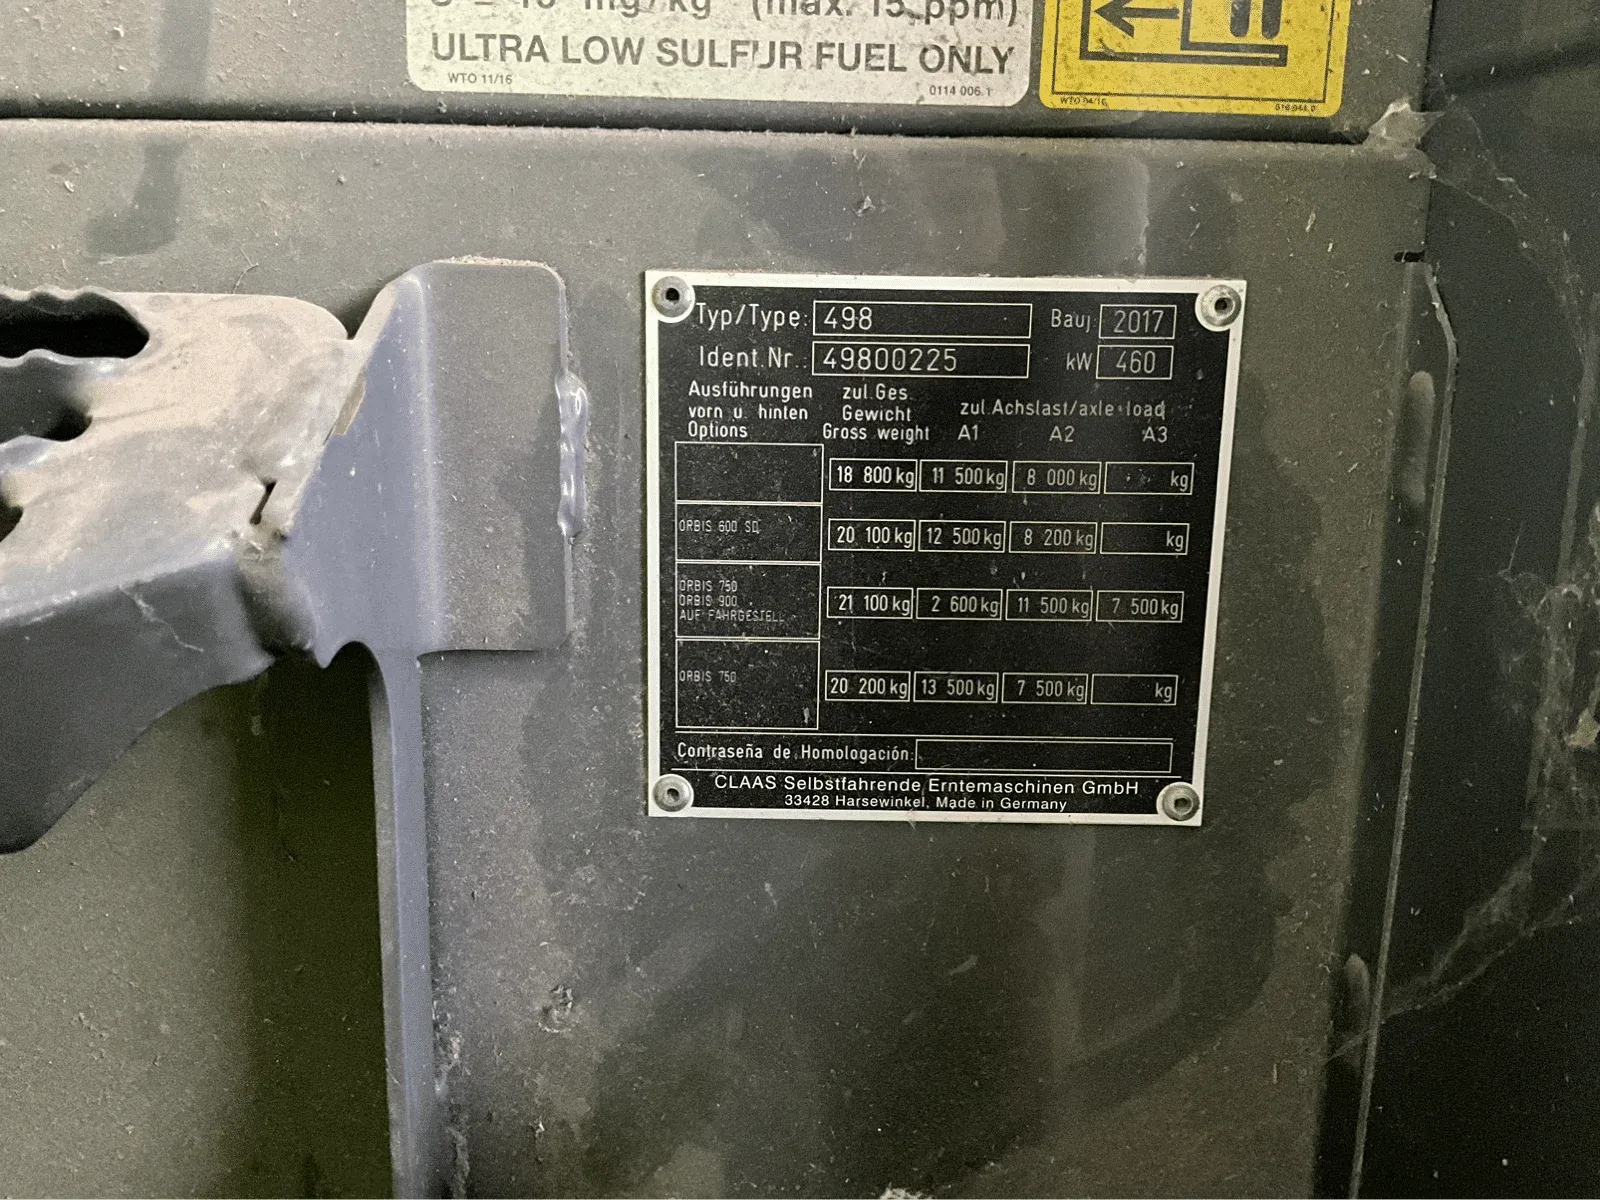 (max. 15 ppm)
ULTRA LOW SULFUR FUEL ONLY
WTO 11/16
0114 006.1
WTO 04/16
Typ/Type: 498 Bauj. 2017
Ident.Nr.: 49800225 kW 460
Ausführungen zul.Ges.
vorn u. hinten Gewicht zul.Achslast/axle load
Options Gross weight A1 A2 A3
18 800 kg 11 500 kg 8 000 kg kg
ORBIS 600 SD 20 100 kg 12 500 kg 8 200 kg kg
ORBIS 750
ORBIS 900 21 100 kg 2 600 kg 11 500 kg 7 500 kg
AUF FAHRGESTELL
ORBIS 750 20 200 kg 13 500 kg 7 500 kg kg
Contraseña de Homologación:
CLAAS Selbstfahrende Erntemaschinen GmbH
33428 Harsewinkel, Made in Germany